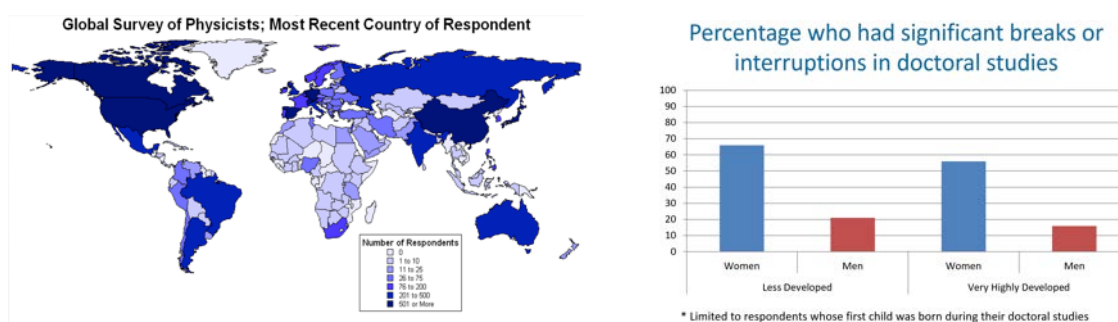 Global Survey of Physicists; Most Recent Country of Respondent
Number of Respondents
0
1 to 10
11 to 25
26 to 75
76 to 200
201 to 500
501 or More
Percentage who had significant breaks or
interruptions in doctoral studies
100
90
80
70
60
50
40
30
20
10
0
Women Men Women Men
Less Developed Very Highly Developed
* Limited to respondents whose first child was born during their doctoral studies